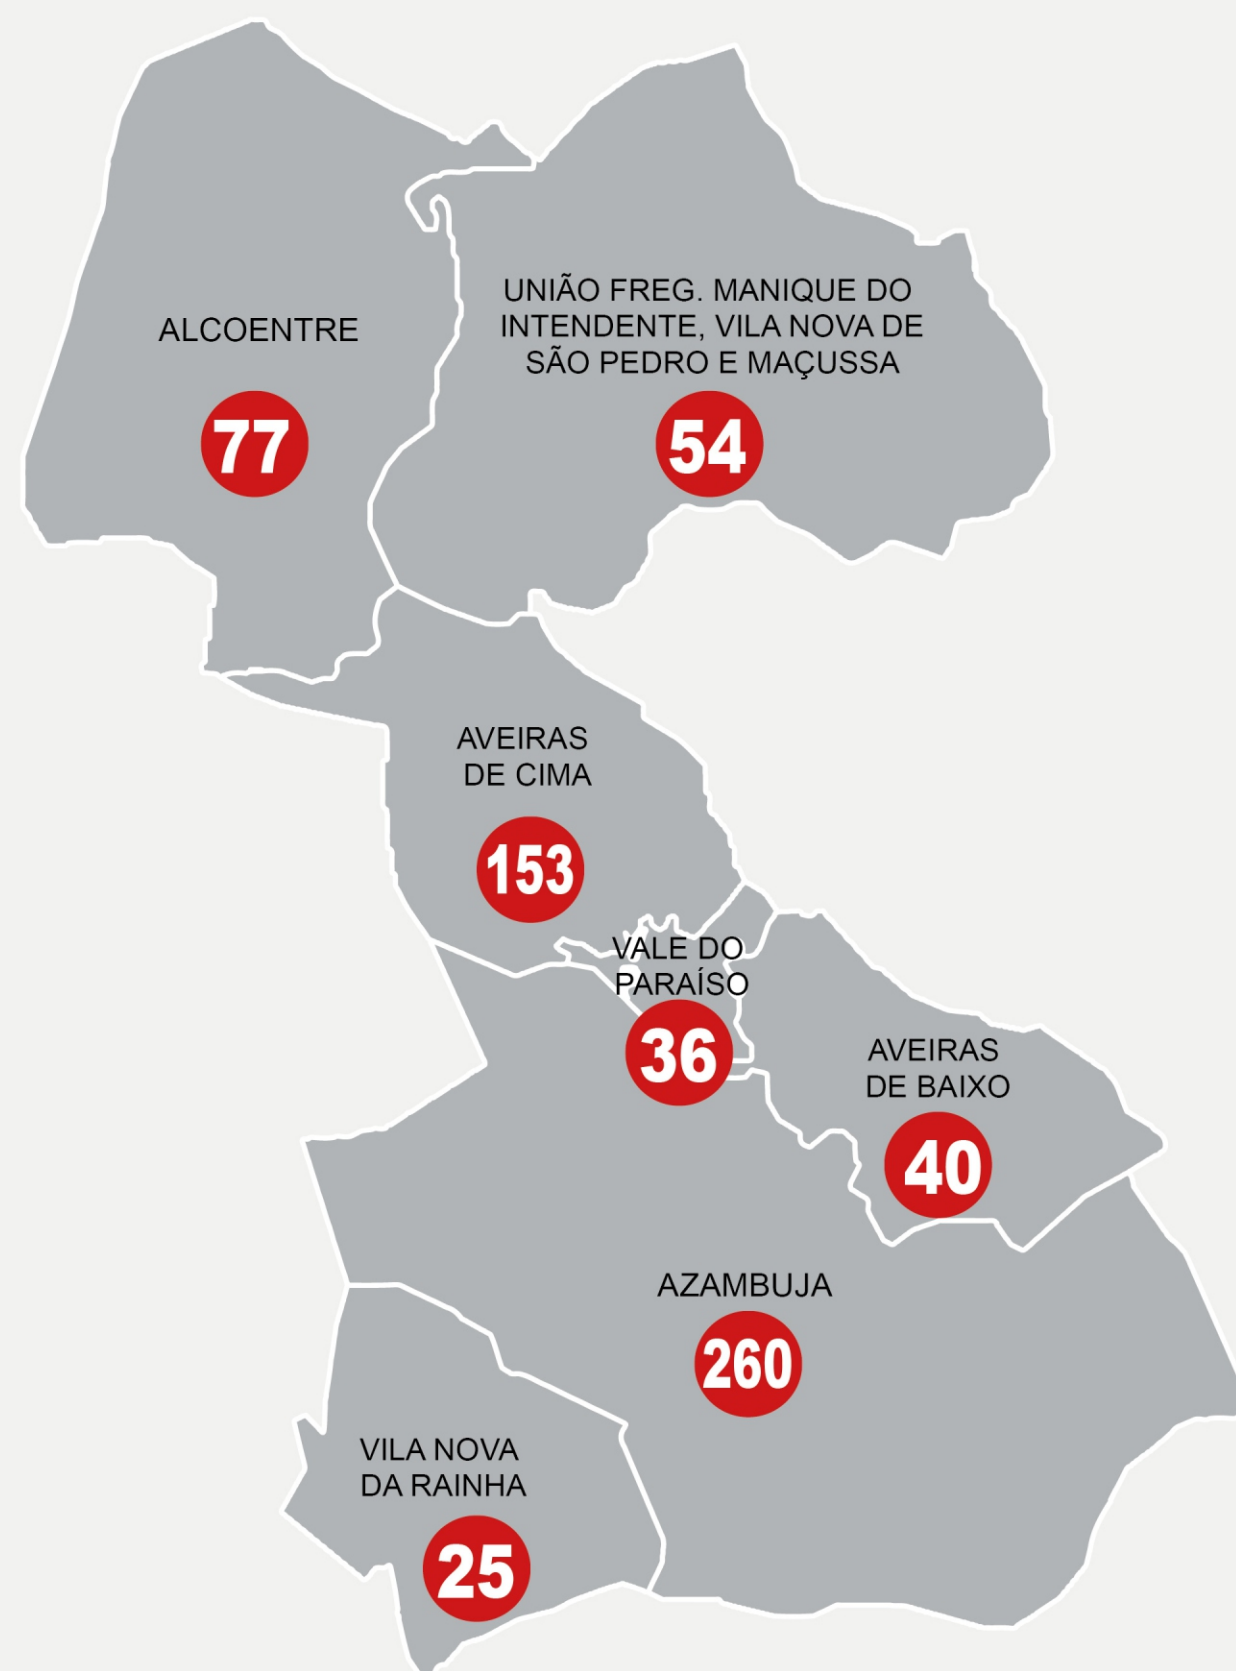 ALCOENTRE
77
UNIÃO FREG. MANIQUE DO
INTENDENTE, VILA NOVA DE
SÃO PEDRO E MAÇUSSA
54
AVEIRAS
DE CIMA
153
VALE DO
PARAÍSO
36
AVEIRAS
DE BAIXO
40
AZAMBUJA
260
VILA NOVA
DA RAINHA
25